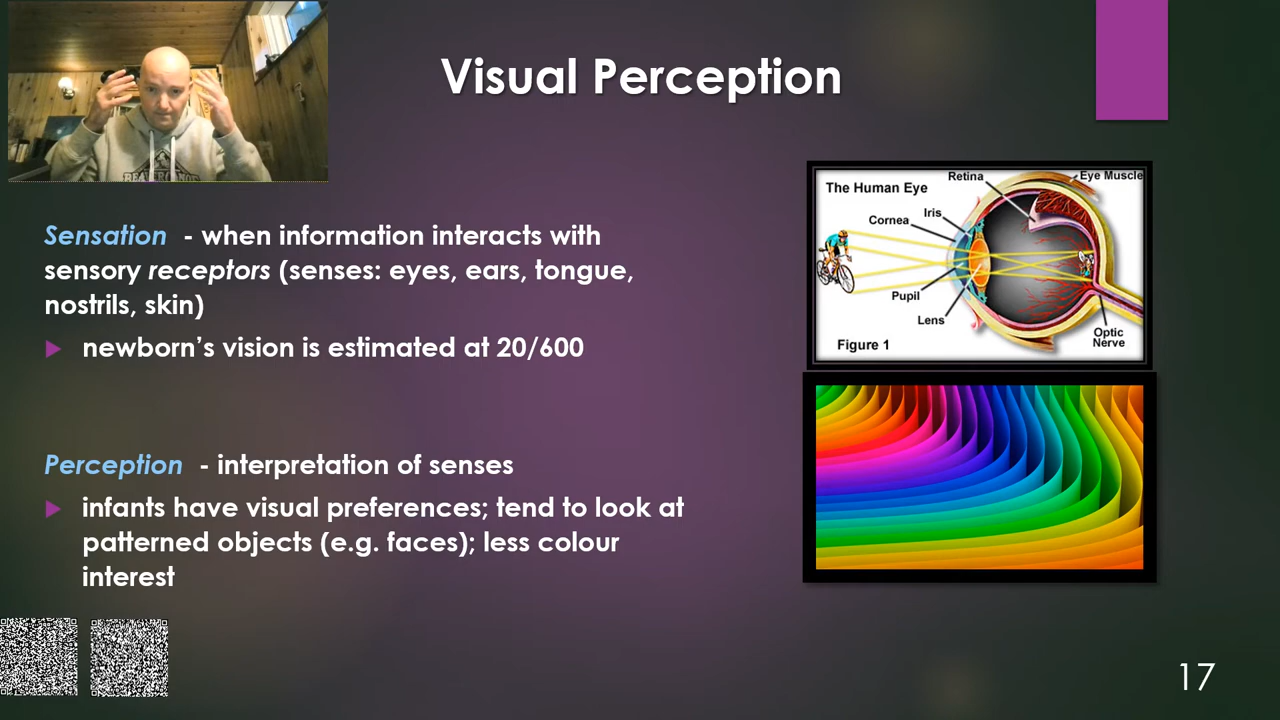 Visual Perception
Sensation - when information interacts with
sensory receptors (senses: eyes, ears, tongue,
nostrils, skin)
newborn's vision is estimated at 20/600
Perception - interpretation of senses
infants have visual preferences; tend to look at
patterned objects (e.g. faces); less colour
interest
The Human Eye
Retina
Eye Muscle
Iris
Cornea
Pupil
Lens
Optic
Nerve
Figure 1
17